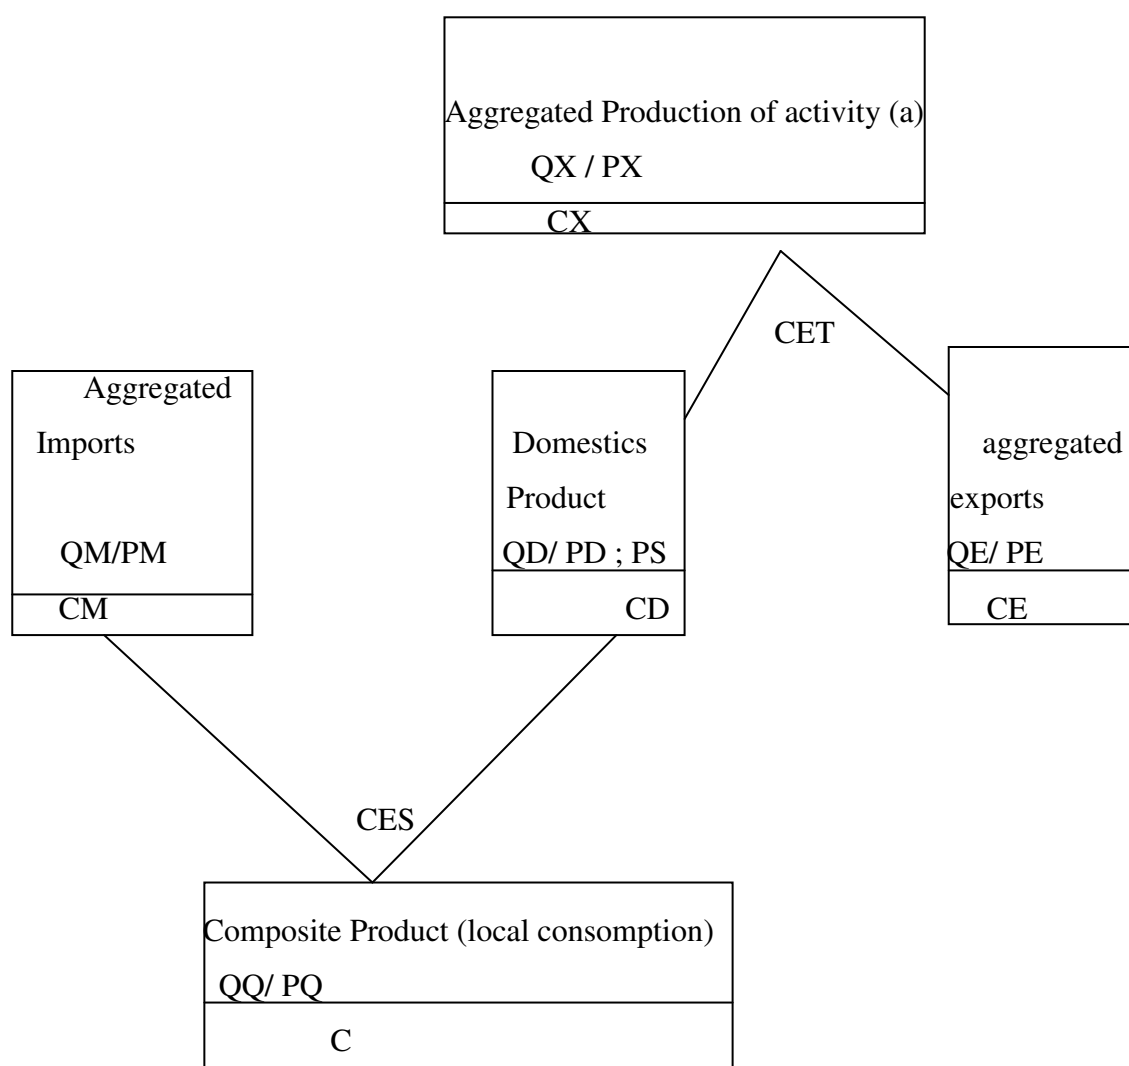 Aggregated Production of activity (a)
QX / PX
CX
CET
Aggregated
Imports
QM/PM
CM
Domestics
Product
QD/ PD ; PS
CD
aggregated
exports
QE/ PE
CE
CES
Composite Product (local consomption)
QQ/ PQ
C